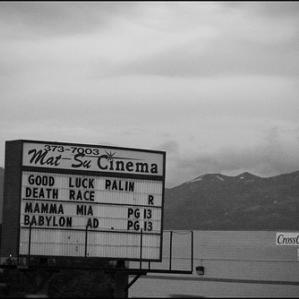 373-7003
Mat-Su Cinema
GOOD LUCK PALIN
DEATH RACE R
MAMMA MIA PG 13
BABYLON AD PG.13